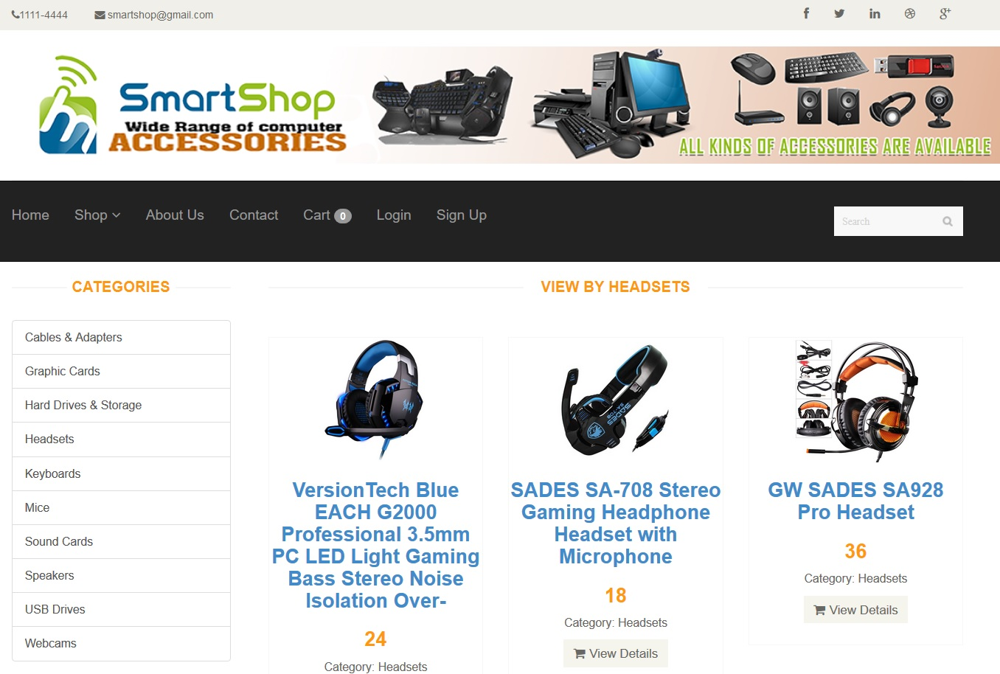 1111-4444
smartshop@gmail.com
SmartShop
Wide Range of computer
ACCESSORIES
ALL KINDS OF ACCESSORIES ARE AVAILABLE
Home
Shop
About Us
Contact
Cart 0
Login
Sign Up
Search
CATEGORIES
Cables & Adapters
Graphic Cards
Hard Drives & Storage
Headsets
Keyboards
Mice
Sound Cards
Speakers
USB Drives
Webcams
VIEW BY HEADSETS
VersionTech Blue
EACH G2000
Professional 3.5mm
PC LED Light Gaming
Bass Stereo Noise
Isolation Over-
24
Category: Headsets
SADES
SA-708
SADES SA-708 Stereo
Gaming Headphone
Headset with
Microphone
18
Category: Headsets
View Details
GW SADES SA928
Pro Headset
36
Category: Headsets
View Details